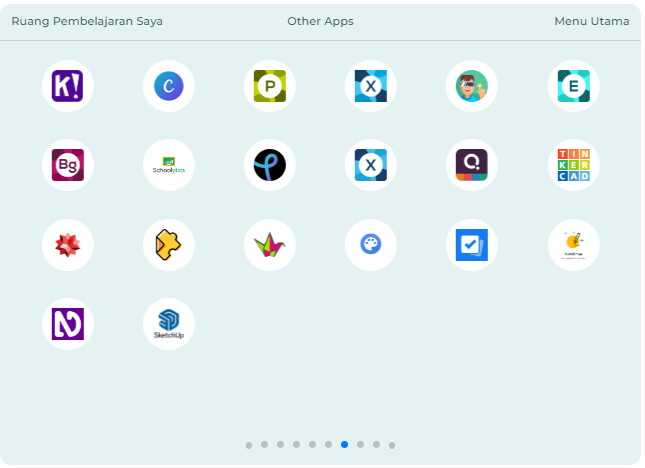 Ruang Pembelajaran Saya
Other Apps
Menu Utama
K!
C
P
X
E
Bg
Schoolytics
X
Q
TIN
KER
CAD
N
SketchUp